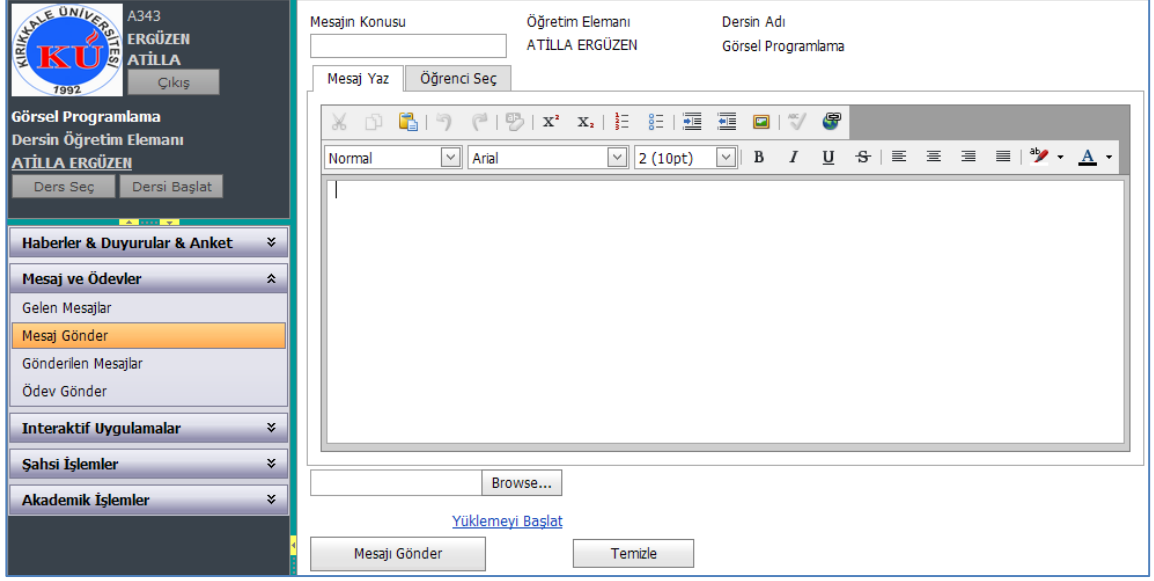 KIRIKKALE ÜNİVERSİTESİ
KÜ
1992
A343
ERGÜZEN
ATİLLA
Çıkış
Görsel Programlama
Dersin Öğretim Elemanı
ATİLLA ERGÜZEN
Ders Seç Dersi Başlat
Haberler & Duyurular & Anket
Mesaj ve Ödevler
Gelen Mesajlar
Mesaj Gönder
Gönderilen Mesajlar
Ödev Gönder
Interaktif Uygulamalar
Şahsi İşlemler
Akademik İşlemler
Mesajın Konusu Öğretim Elemanı Dersin Adı
ATİLLA ERGÜZEN Görsel Programlama
Mesaj Yaz Öğrenci Seç
X² X₂
Normal Arial 2 (10pt) B I U S ab A
Browse...
Yüklemeyi Başlat
Mesajı Gönder Temizle